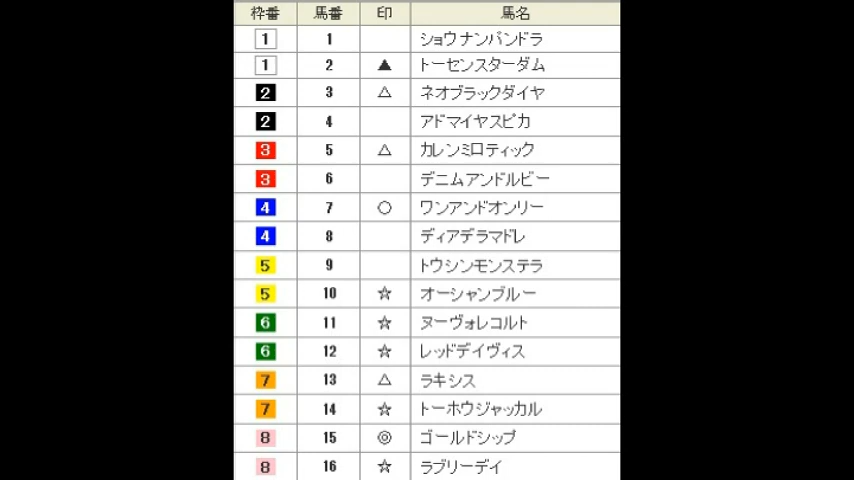 枠番 馬番 印 馬名
1 1 ショウナンパンドラ
1 2 ▲ トーセンスターダム
2 3 △ ネオブラックダイヤ
2 4 アドマイヤスピカ
3 5 △ カレンミロティック
3 6 デニムアンドルビー
4 7 ○ ワンアンドオンリー
4 8 ディアデラマドレ
5 9 トウシンモンステラ
5 10 ☆ オーシャンブルー
6 11 ☆ ヌーヴォレコルト
6 12 ☆ レッドデイヴィス
7 13 △ ラキシス
7 14 ☆ トーホウジャッカル
8 15 ◎ ゴールドシップ
8 16 ☆ ラブリーデイ